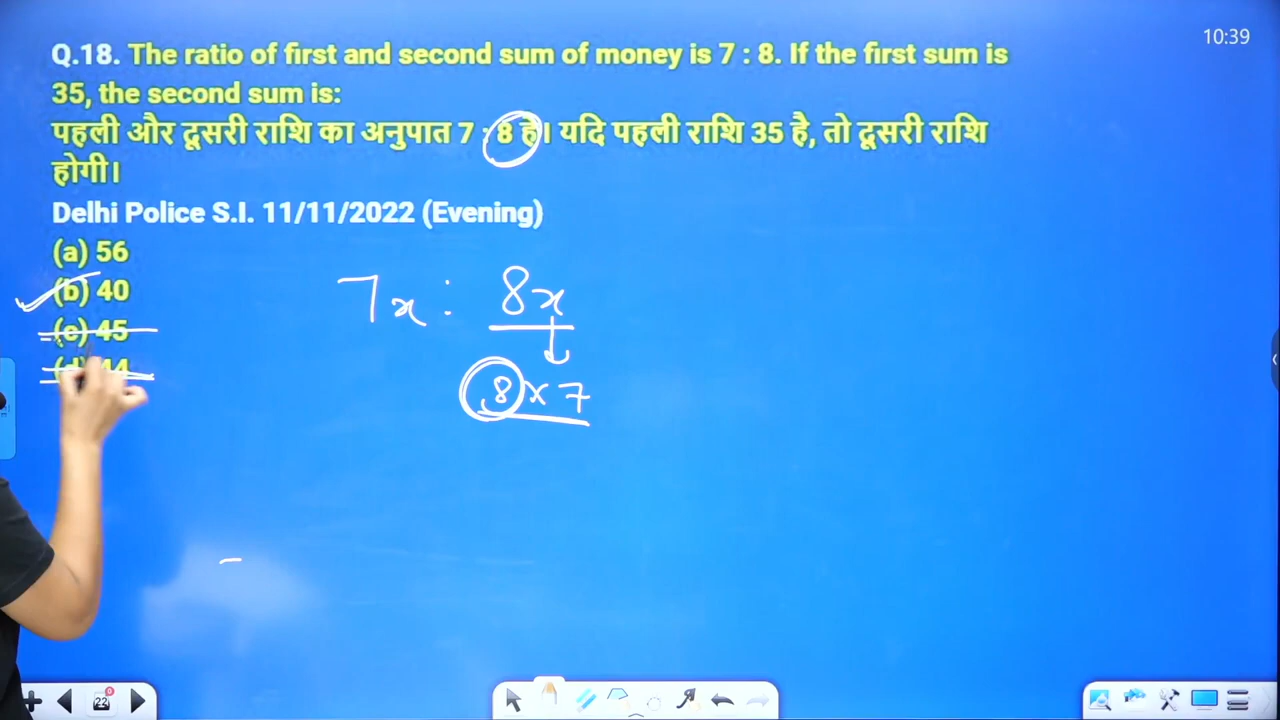 10:39
Q.18. The ratio of first and second sum of money is 7 : 8. If the first sum is
35, the second sum is:
पहली और दूसरी राशि का अनुपात 7 : 8 है। यदि पहली राशि 35 है, तो दूसरी राशि
होगी।
Delhi Police S.I. 11/11/2022 (Evening)
(a) 56
(b) 40
(c) 45
(d) 44
7x : 8x
8 x 7
22